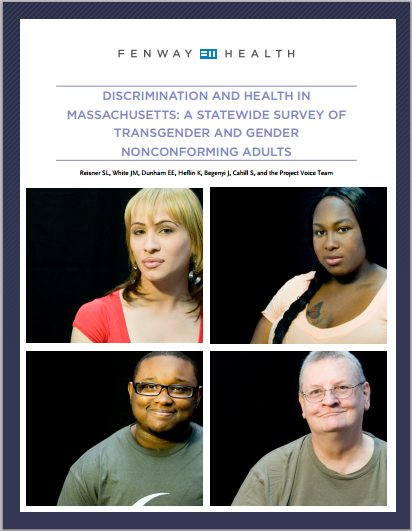 FENWAY HEALTH
DISCRIMINATION AND HEALTH IN
MASSACHUSETTS: A STATEWIDE SURVEY OF
TRANSGENDER AND GENDER
NONCONFORMING ADULTS
Reisner SL, White JM, Dunham EE, Heflin K, Begenyi J, Cahill S, and the Project Voice Team